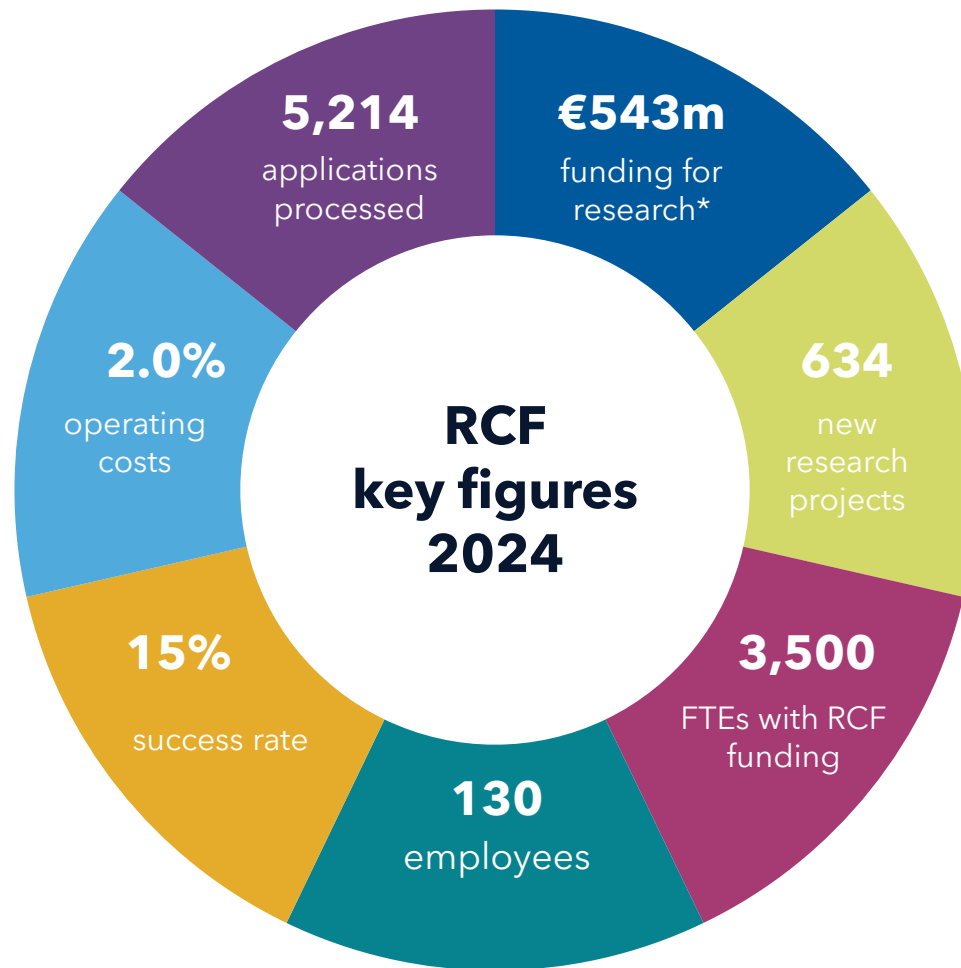 5,214
applications
processed
€543m
funding for
research*
2.0%
operating
costs
634
new
research
projects
RCF
key figures
2024
15%
success rate
3,500
FTEs with RCF
funding
130
employees